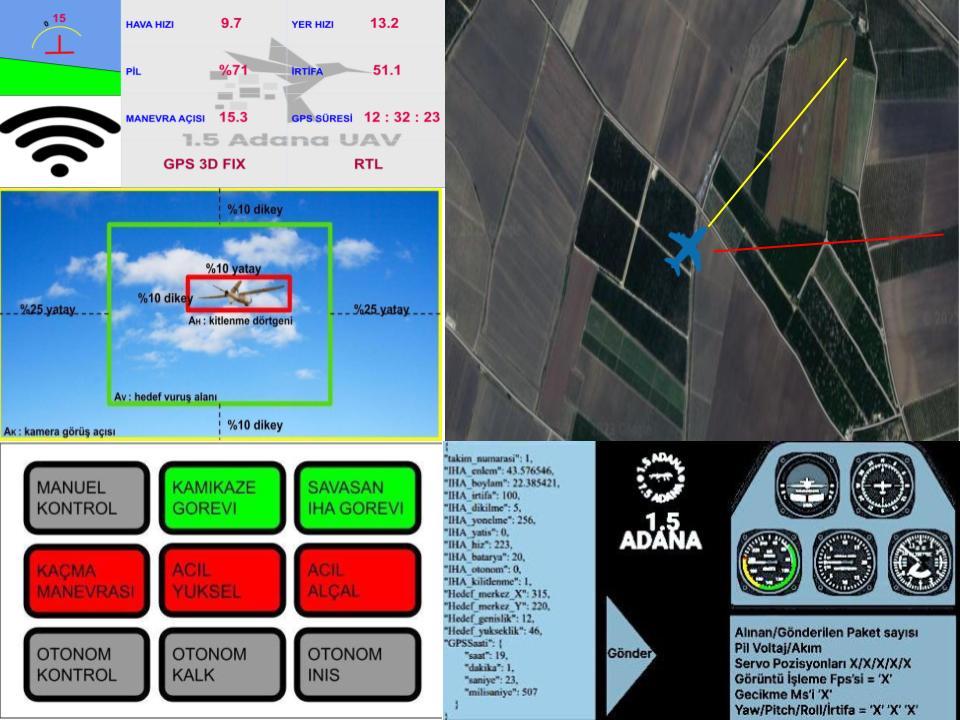 15
0
HAVA HIZI 9.7 YER HIZI 13.2
PİL %71 İRTİFA 51.1
MANEVRA AÇISI 15.3 GPS SÜRESİ 12 : 32 : 23
1.5 Adana UAV
GPS 3D FIX RTL
%10 dikey
%10 yatay
%10 dikey
%25 yatay
%25 yatay
AH : kitlenme dörtgeni
AV : hedef vuruş alanı
%10 dikey
AK : kamera görüş açısı
MANUEL
KONTROL
KAMIKAZE
GOREVI
SAVASAN
IHA GOREVI
KAÇMA
MANEVRASI
ACIL
YUKSEL
ACIL
ALÇAL
OTONOM
KONTROL
OTONOM
KALK
OTONOM
INIS
{
"takim_numarasi": 1,
"IHA_enlem": 43.576546,
"IHA_boylam": 22.385421,
"IHA_irtifa": 100,
"IHA_dikilme": 5,
"IHA_yonelme": 256,
"IHA_yatis": 0,
"IHA_hiz": 223,
"IHA_batarya": 20,
"IHA_otonom": 0,
"IHA_kilitlenme": 1,
"Hedef_merkez_X": 315,
"Hedef_merkez_Y": 220,
"Hedef_genislik": 12,
"Hedef_yukseklik": 46,
"GPSSaati": {
"saat": 19,
"dakika": 1,
"saniye": 23,
"milisaniye": 507
}
}
1.5 ADANA
1.5 ADANA
1.5
ADANA
Gönder
Alınan/Gönderilen Paket sayısı
Pil Voltaj/Akım
Servo Pozisyonları X/X/X/X/X
Görüntü İşleme Fps'si = 'X'
Gecikme Ms'i 'X'
Yaw/Pitch/Roll/İrtifa = 'X' 'X' 'X'